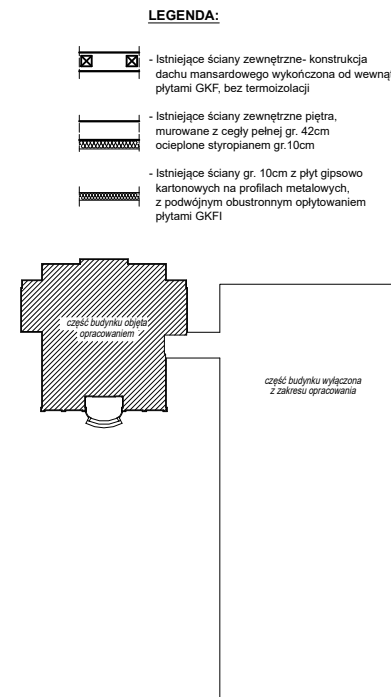 LEGENDA:
- Istniejące ściany zewnętrzne- konstrukcja
dachu mansardowego wykończona od wewnąt
płytami GKF, bez termoizolacji
- Istniejące ściany zewnętrzne piętra,
murowane z cegły pełnej gr. 42cm
ocieplone styropianem gr.10cm
- Istniejące ściany gr. 10cm z płyt gipsowo
kartonowych na profilach metalowych,
z podwójnym obustronnym opłytowaniem
płytami GKFI
część budynku objęta
opracowaniem
część budynku wyłączona
z zakresu opracowania